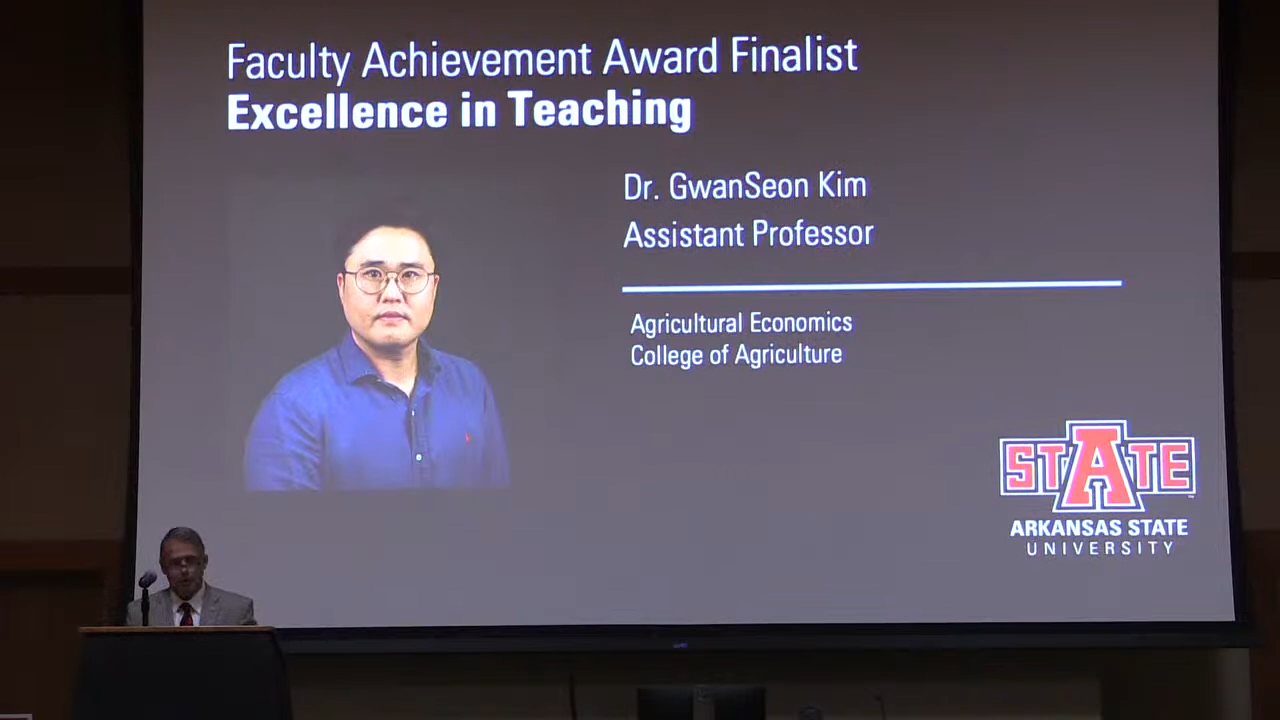 Faculty Achievement Award Finalist
Excellence in Teaching
Dr. GwanSeon Kim
Assistant Professor
Agricultural Economics
College of Agriculture
STATE
ARKANSAS STATE
UNIVERSITY